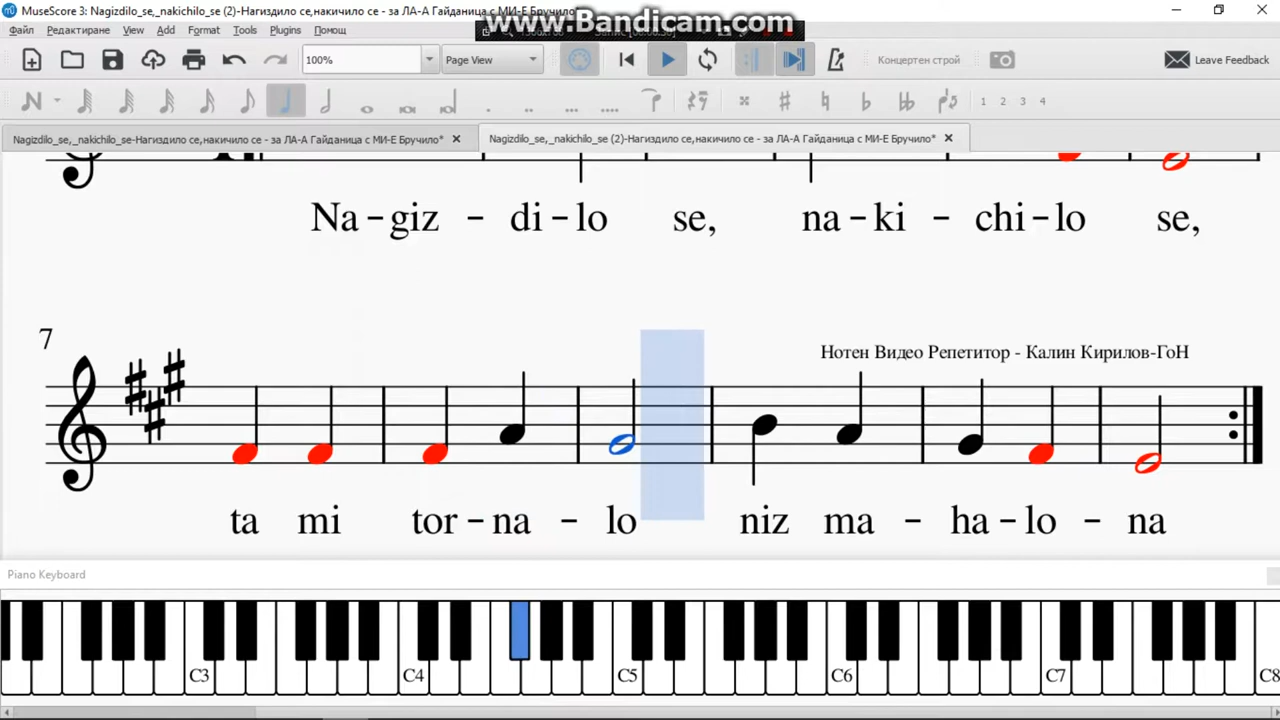 MuseScore 3: Nagizdilo_se,_nakichilo_se (2)-Нагиздило се,накичило се - за ЛА-А Гайданица с МИ-Е Бручило*
www.Bandicam.com
Файл Редактиране View Add Format Tools Plugins Помощ
100% Page View Концертен строй Leave Feedback
1 2 3 4
Nagizdilo_se,_nakichilo_se-Нагиздило се,накичило се - за ЛА-А Гайданица с МИ-Е Бручило* Nagizdilo_se,_nakichilo_se (2)-Нагиздило се,накичило се - за ЛА-А Гайданица с МИ-Е Бручило*
Na-giz - di-lo se, na-ki - chi-lo se,
7
Нотен Видео Репетитор - Калин Кирилов-ГоН
ta mi tor-na - lo niz ma - ha-lo - na
Piano Keyboard
C3 C4 C5 C6 C7 C8